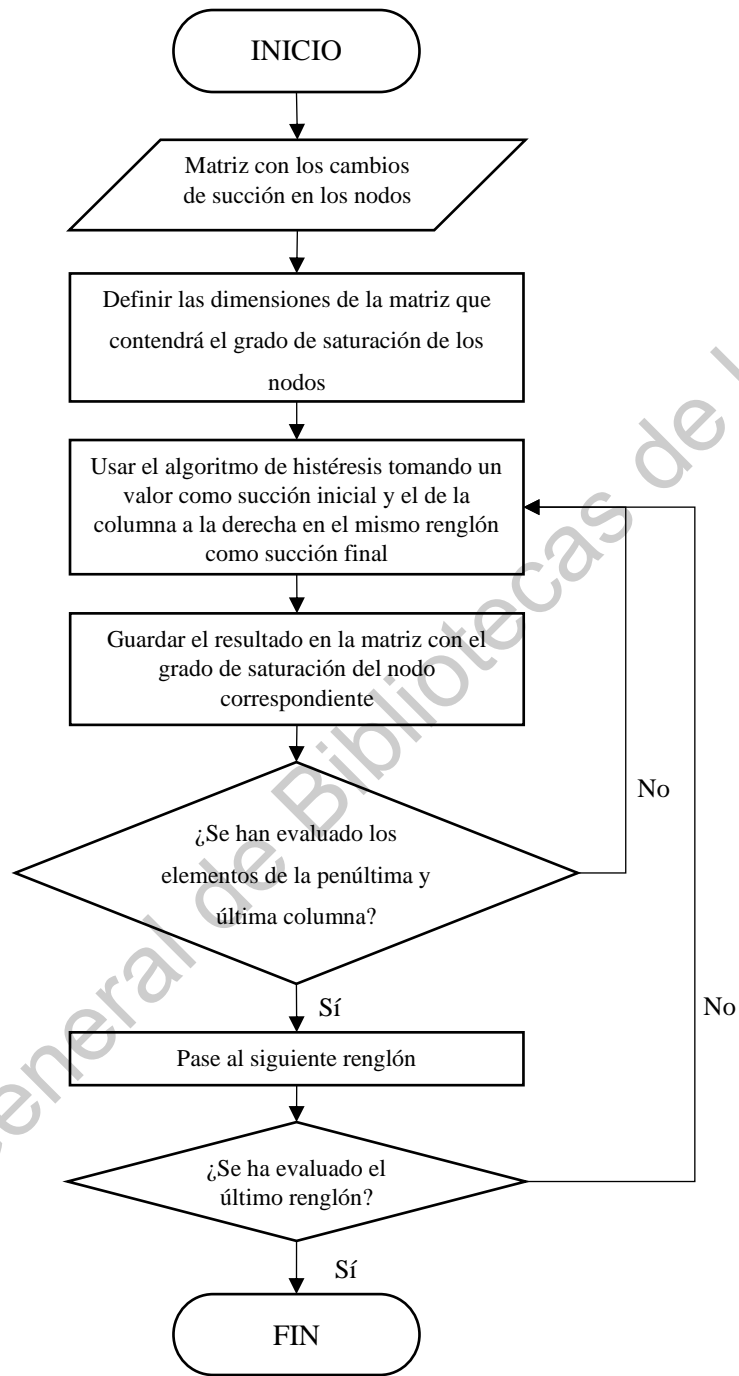 INICIO
Matriz con los cambios
de succión en los nodos
Definir las dimensiones de la matriz que
contendrá el grado de saturación de los
nodos
Usar el algoritmo de histéresis tomando un
valor como succión inicial y el de la
columna a la derecha en el mismo renglón
como succión final
Guardar el resultado en la matriz con el
grado de saturación del nodo
correspondiente
¿Se han evaluado los
elementos de la penúltima y
última columna?
No
Sí
Pase al siguiente renglón
¿Se ha evaluado el
último renglón?
No
Sí
FIN
eneral de Bibliotecas de